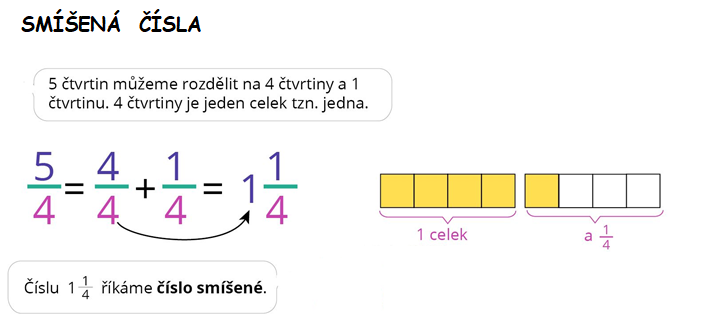 SMÍŠENÁ ČÍSLA
5 čtvrtin můžeme rozdělit na 4 čtvrtiny a 1
čtvrtinu. 4 čtvrtiny je jeden celek tzn. jedna.
5/4 = 4/4 + 1/4 = 1 1/4
1 celek
a 1/4
Číslu 1 1/4 říkáme číslo smíšené.